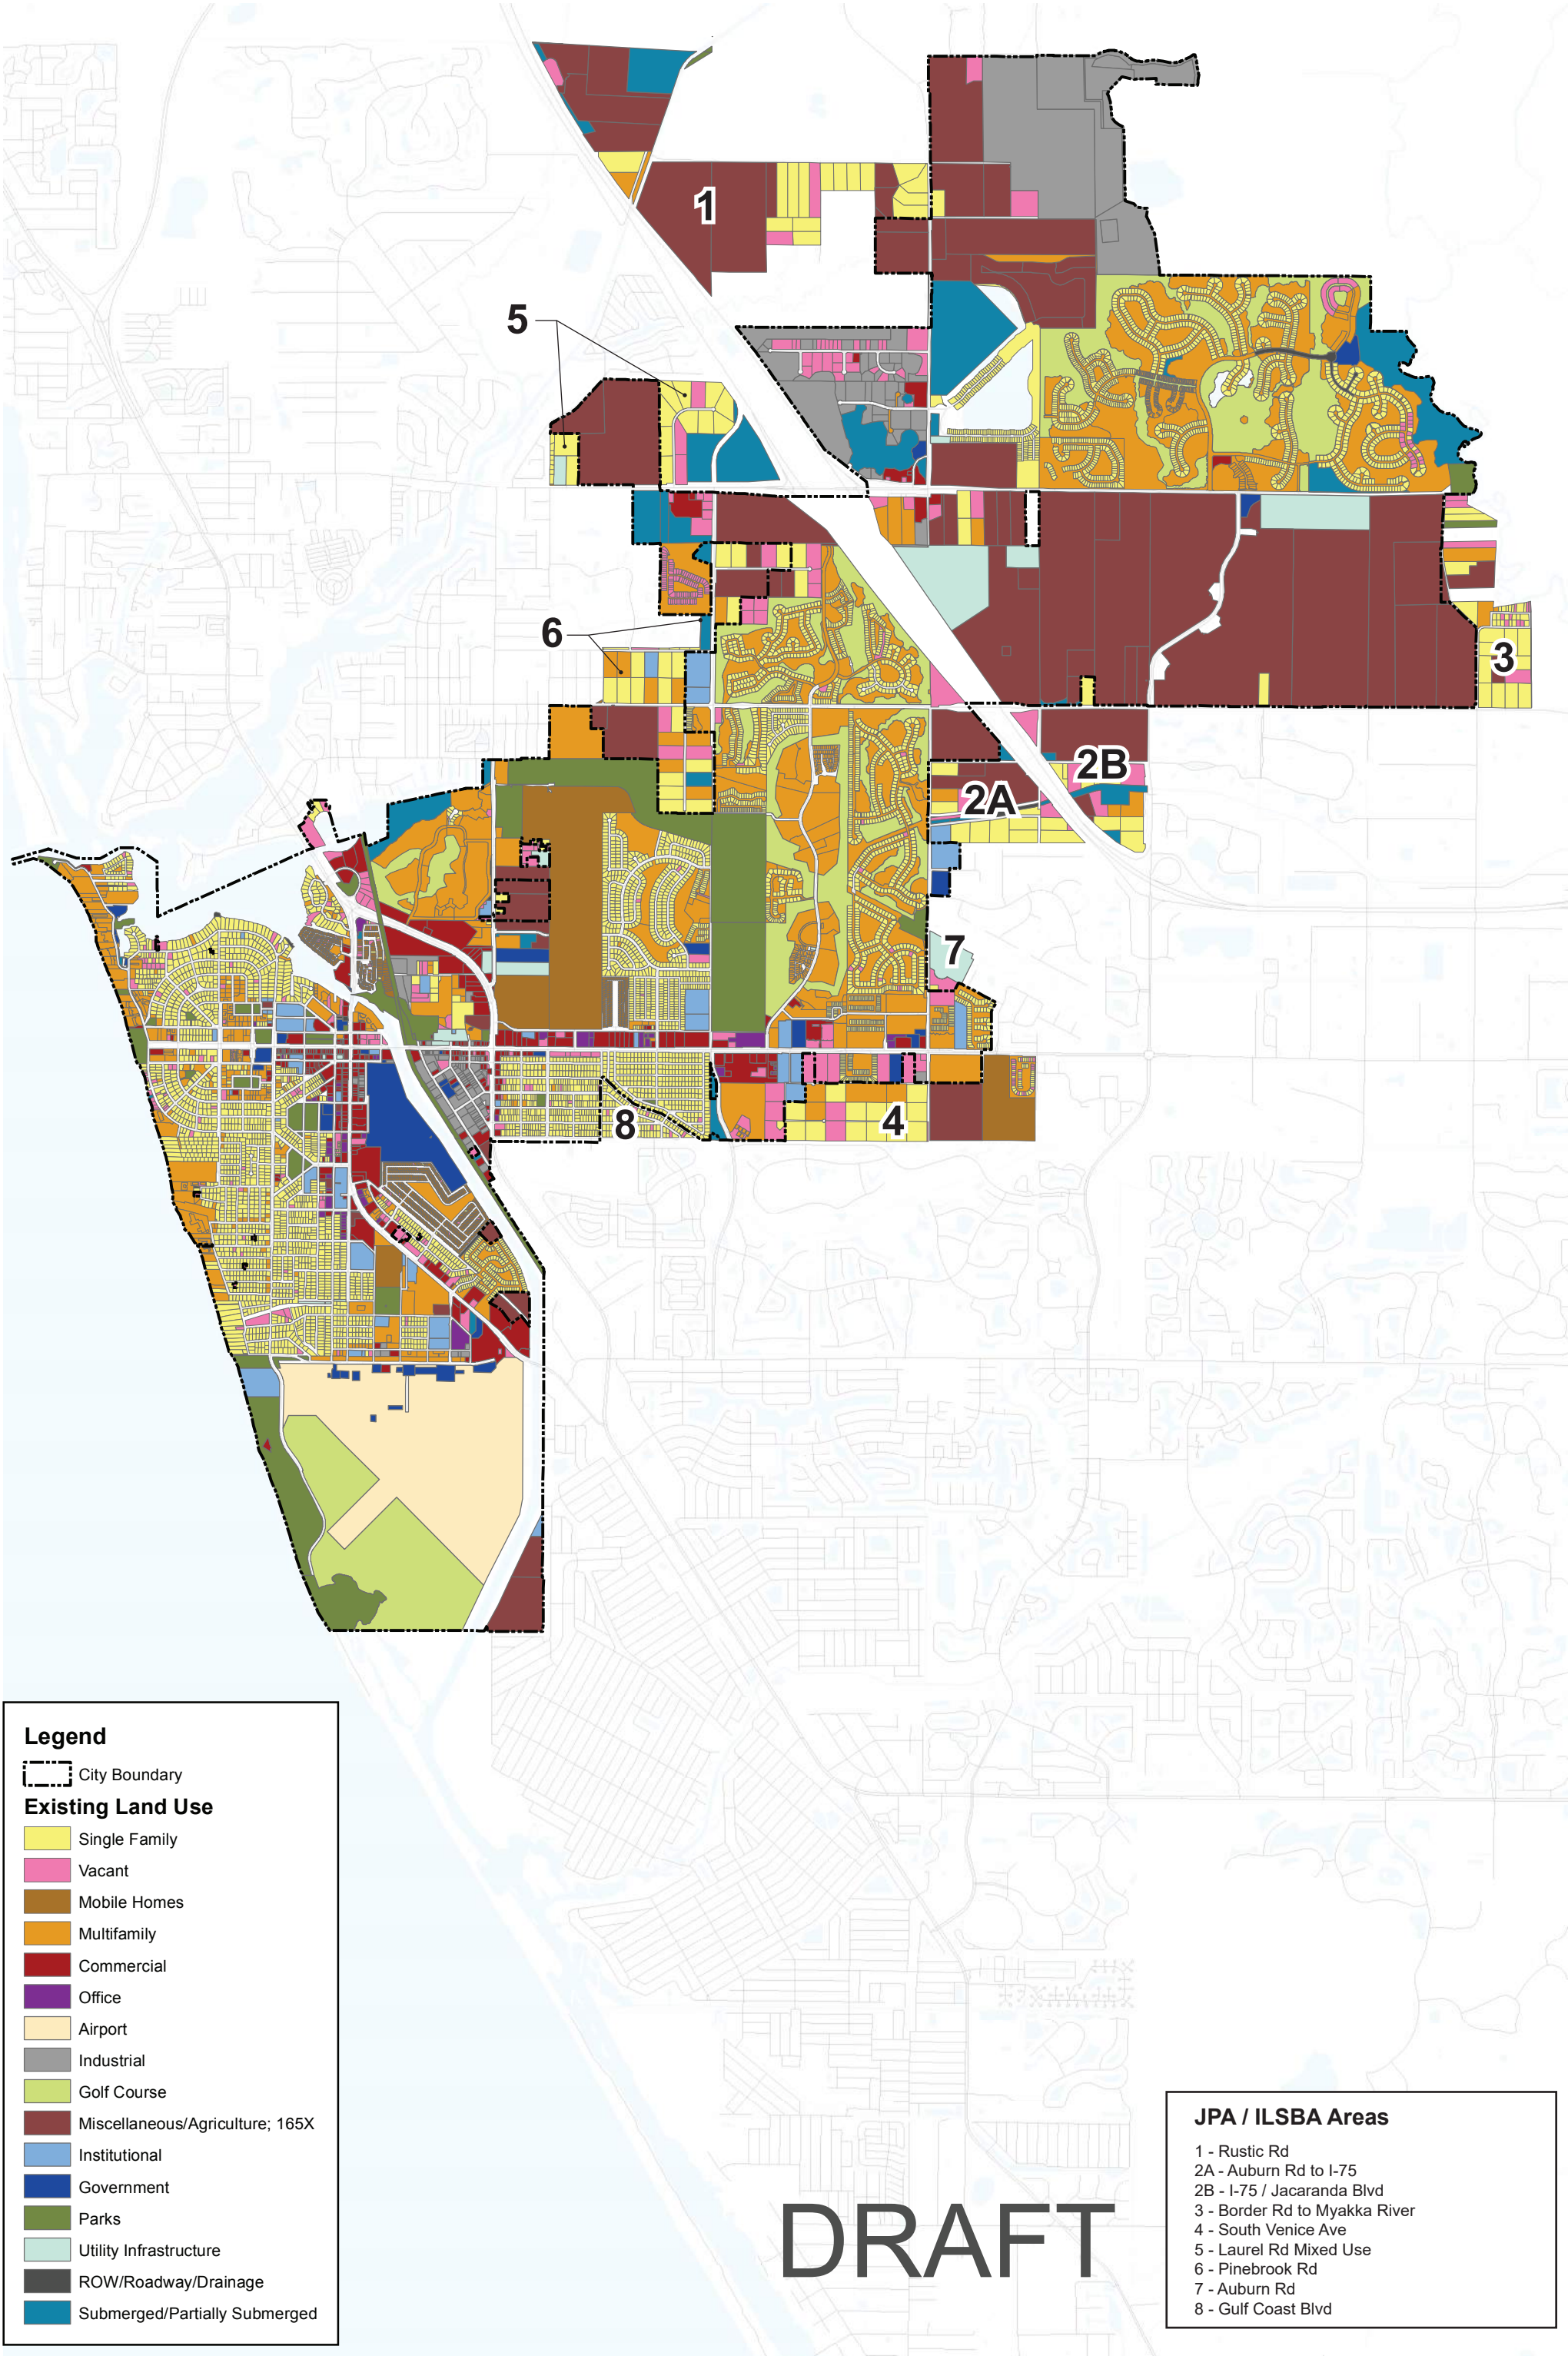 1
5
6
3
2B
2A
7
4
8
Legend
City Boundary
Existing Land Use
Single Family
Vacant
Mobile Homes
Multifamily
Commercial
Office
Airport
Industrial
Golf Course
Miscellaneous/Agriculture; 165X
Institutional
Government
Parks
Utility Infrastructure
ROW/Roadway/Drainage
Submerged/Partially Submerged
DRAFT
JPA / ILSBA Areas
1 - Rustic Rd
2A - Auburn Rd to I-75
2B - I-75 / Jacaranda Blvd
3 - Border Rd to Myakka River
4 - South Venice Ave
5 - Laurel Rd Mixed Use
6 - Pinebrook Rd
7 - Auburn Rd
8 - Gulf Coast Blvd